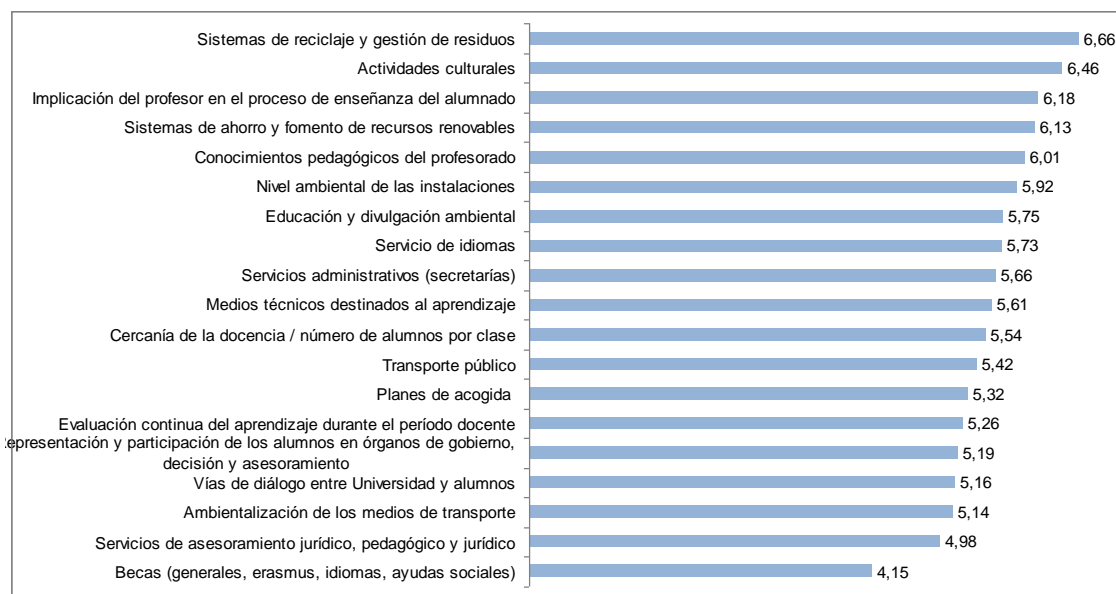 Sistemas de reciclaje y gestión de residuos 6,66
Actividades culturales 6,46
Implicación del profesor en el proceso de enseñanza del alumnado 6,18
Sistemas de ahorro y fomento de recursos renovables 6,13
Conocimientos pedagógicos del profesorado 6,01
Nivel ambiental de las instalaciones 5,92
Educación y divulgación ambiental 5,75
Servicio de idiomas 5,73
Servicios administrativos (secretarías) 5,66
Medios técnicos destinados al aprendizaje 5,61
Cercanía de la docencia / número de alumnos por clase 5,54
Transporte público 5,42
Planes de acogida 5,32
Evaluación continua del aprendizaje durante el período docente 5,26
epresentación y participación de los alumnos en órganos de gobierno,
decisión y asesoramiento 5,19
Vías de diálogo entre Universidad y alumnos 5,16
Ambientalización de los medios de transporte 5,14
Servicios de asesoramiento jurídico, pedagógico y jurídico 4,98
Becas (generales, erasmus, idiomas, ayudas sociales) 4,15